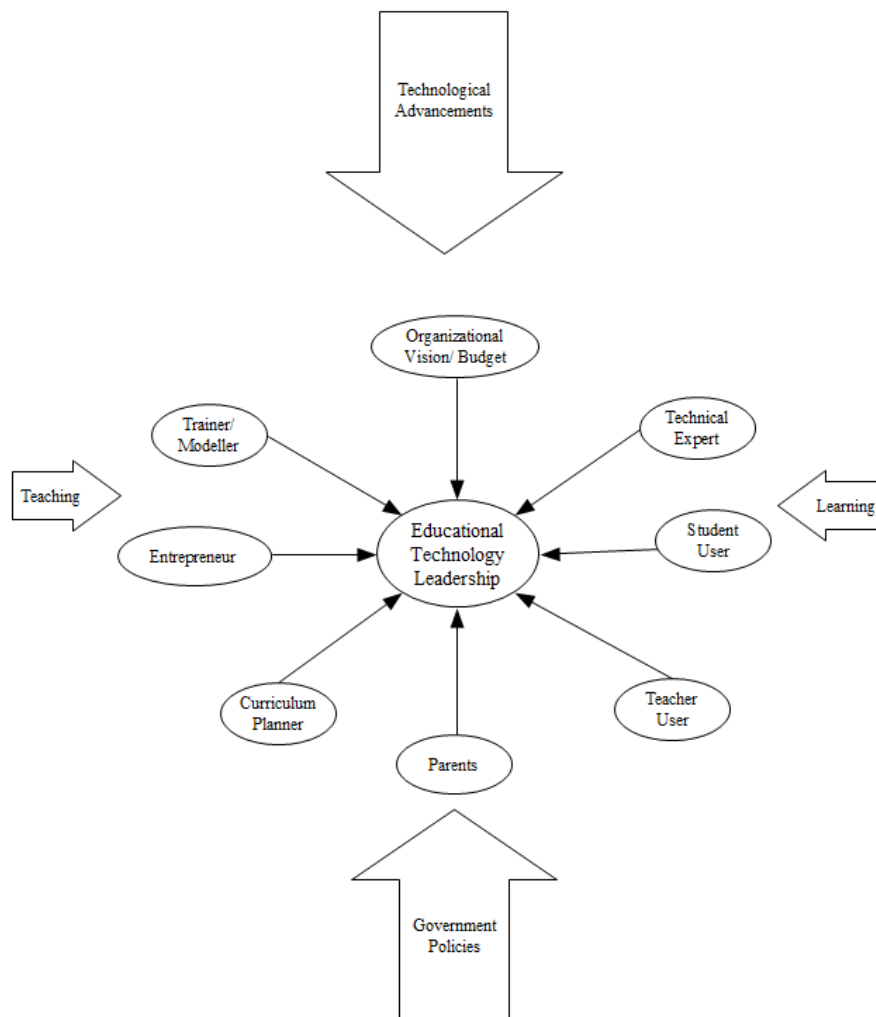 Technological
Advancements
Organizational
Vision/ Budget
Trainer/
Modeller
Technical
Expert
Teaching
Learning
Educational
Technology
Leadership
Student
User
Entrepreneur
Curriculum
Planner
Teacher
User
Parents
Government
Policies